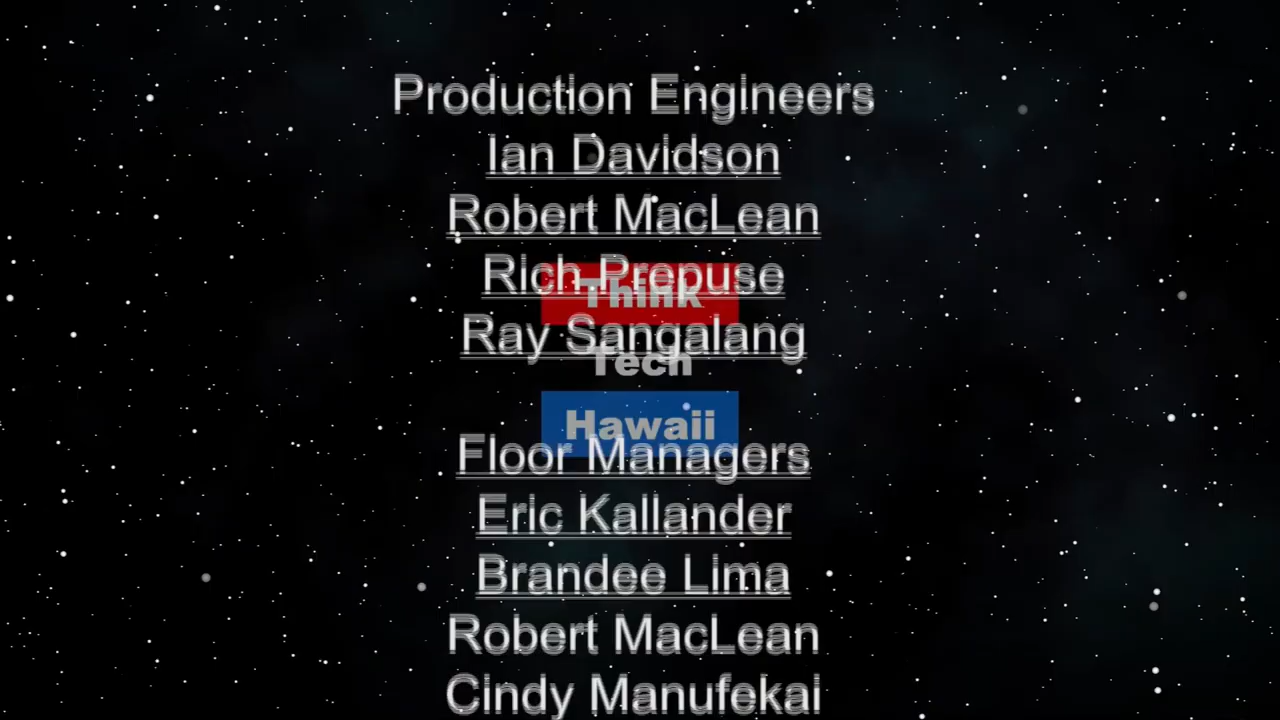 Production Engineers
Ian Davidson
Robert MacLean
Rich Prepuse
Think
Ray Sangalang
Tech
Hawaii
Floor Managers
Eric Kallander
Brandee Lima
Robert MacLean
Cindy Manufekai